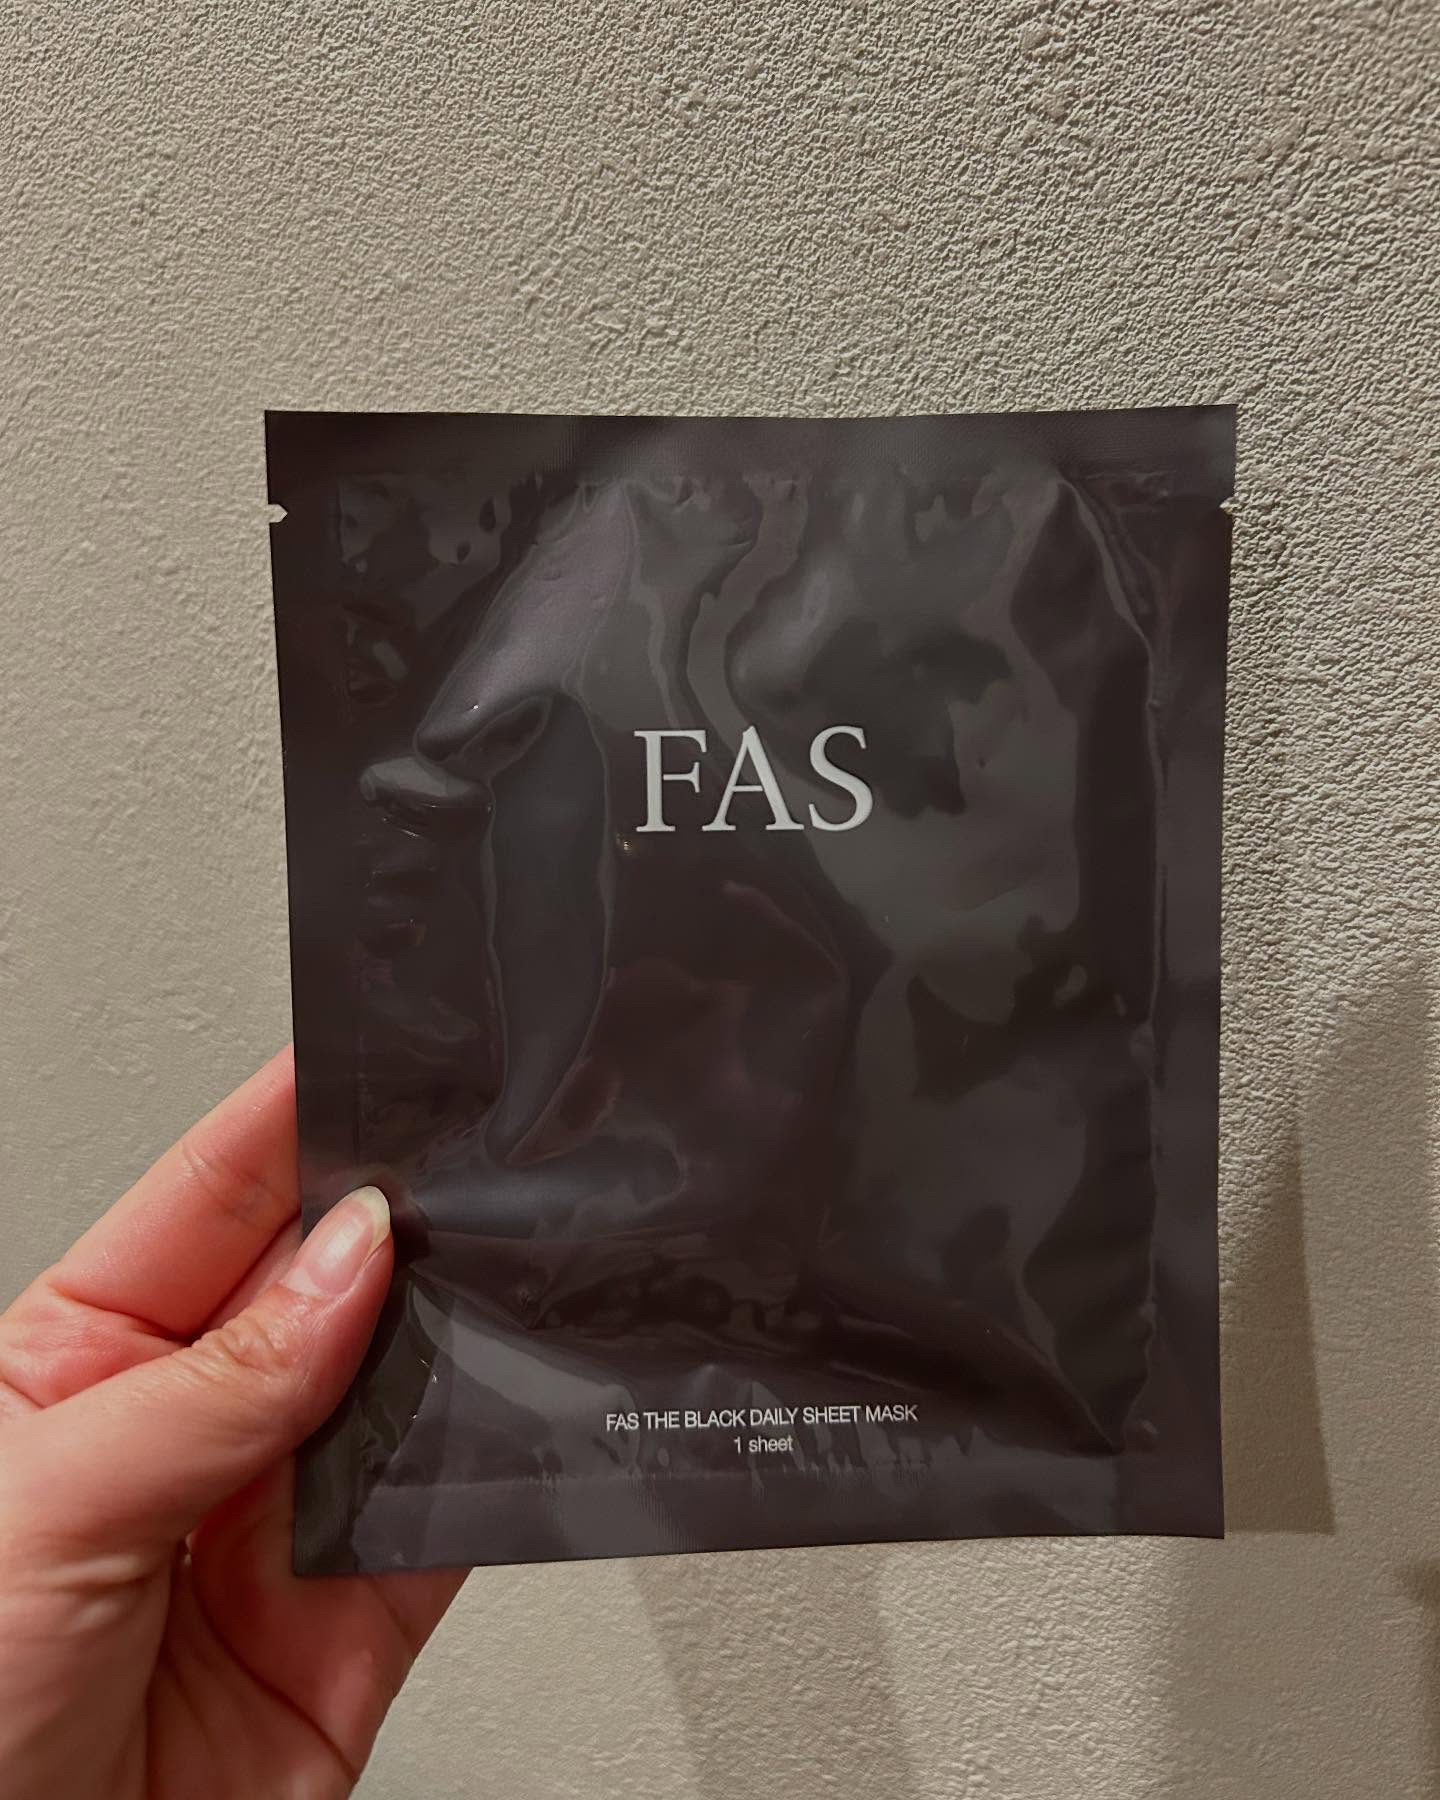 FAS
FAS THE BLACK DAILY SHEET MASK
1 sheet